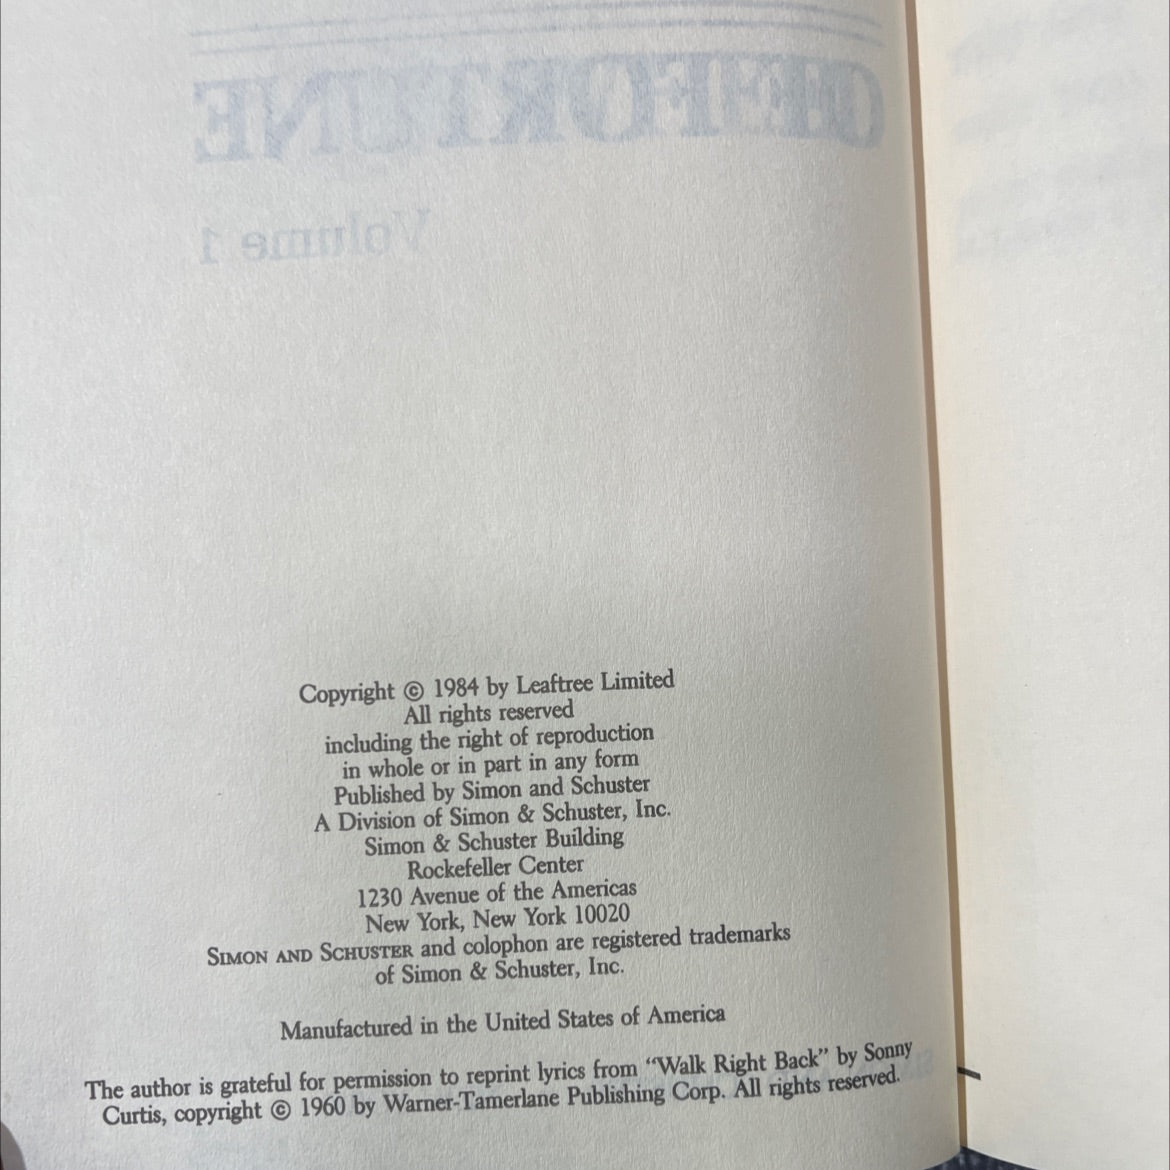 OF FORTUNE
Volume 1
Copyright © 1984 by Leaftree Limited
All rights reserved
including the right of reproduction
in whole or in part in any form
Published by Simon and Schuster
A Division of Simon & Schuster, Inc.
Simon & Schuster Building
Rockefeller Center
1230 Avenue of the Americas
New York, New York 10020
SIMON AND SCHUSTER and colophon are registered trademarks
of Simon & Schuster, Inc.
Manufactured in the United States of America
The author is grateful for permission to reprint lyrics from “Walk Right Back” by Sonny
Curtis, copyright © 1960 by Warner-Tamerlane Publishing Corp. All rights reserved.